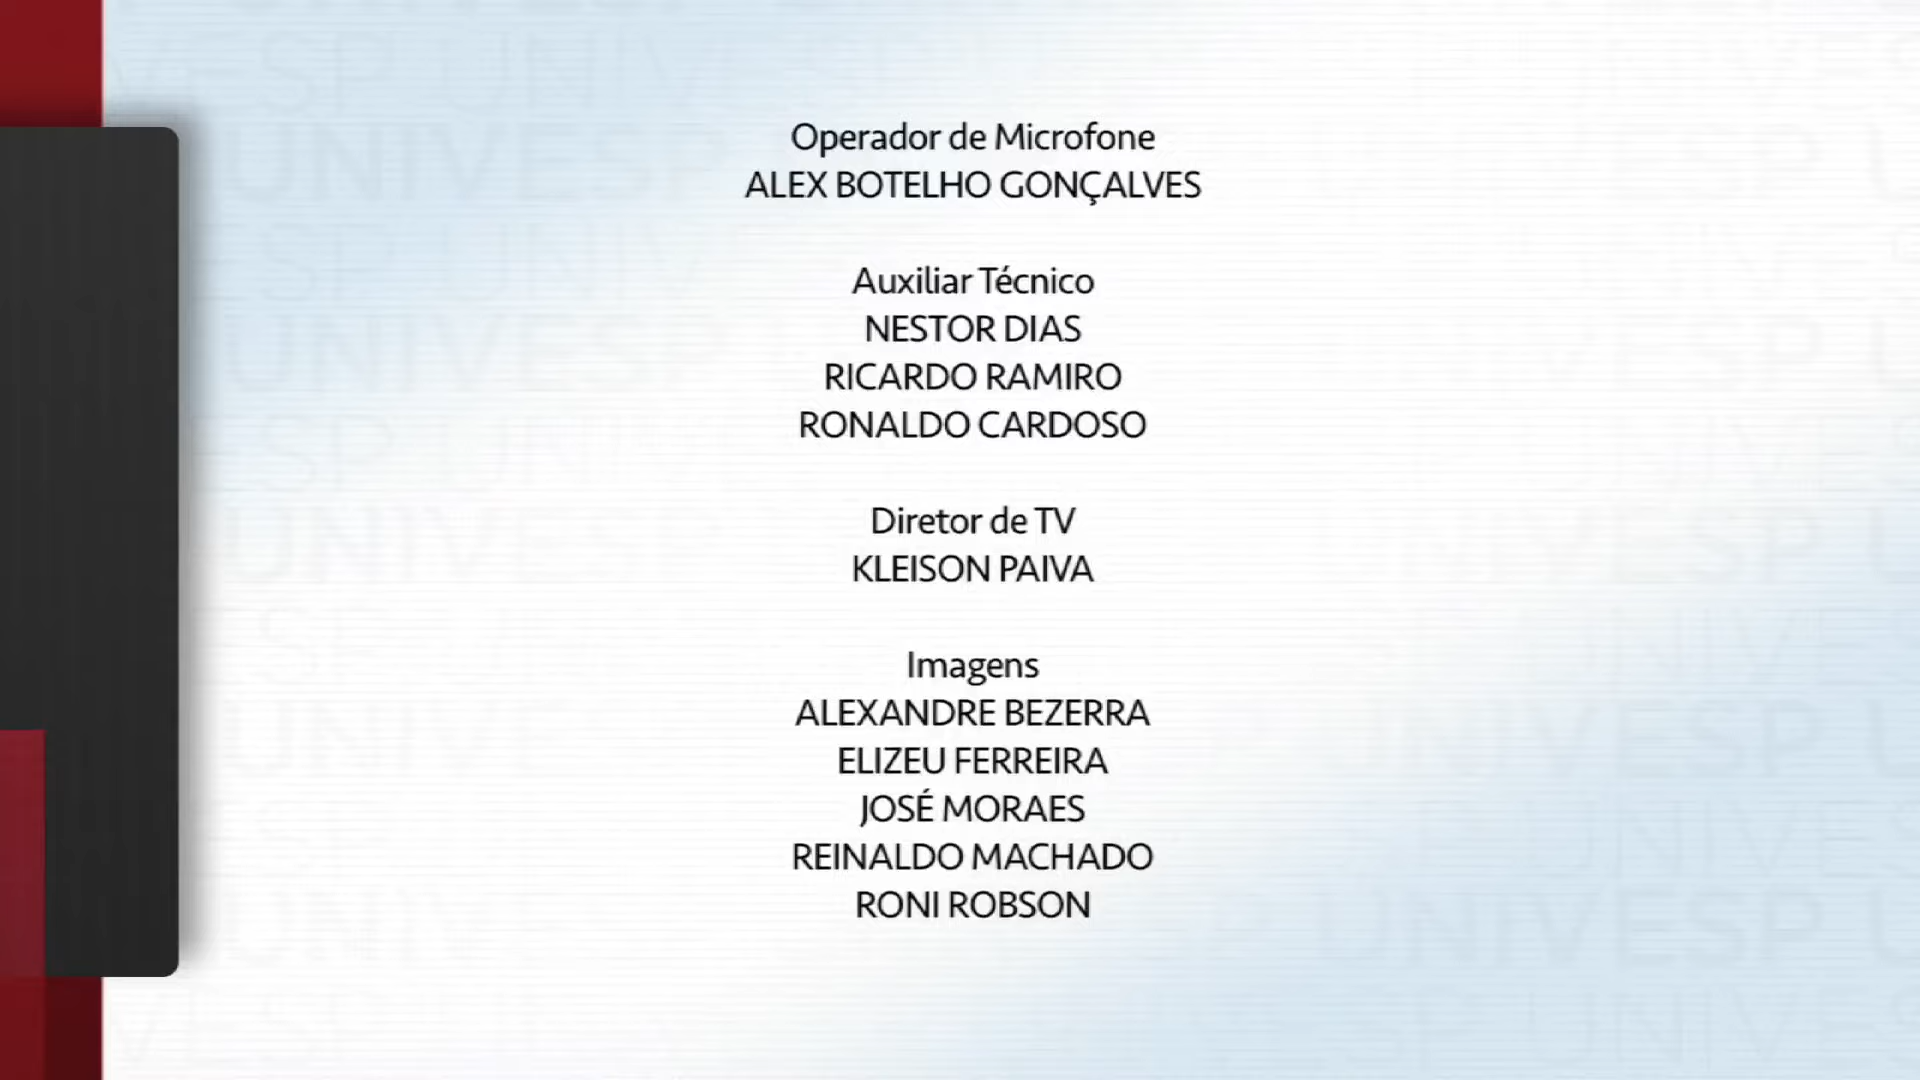 Operador de Microfone
ALEX BOTELHO GONÇALVES
Auxiliar Técnico
NESTOR DIAS
RICARDO RAMIRO
RONALDO CARDOSO
Diretor de TV
KLEISON PAIVA
Imagens
ALEXANDRE BEZERRA
ELIZEU FERREIRA
JOSÉ MORAES
REINALDO MACHADO
RONI ROBSON